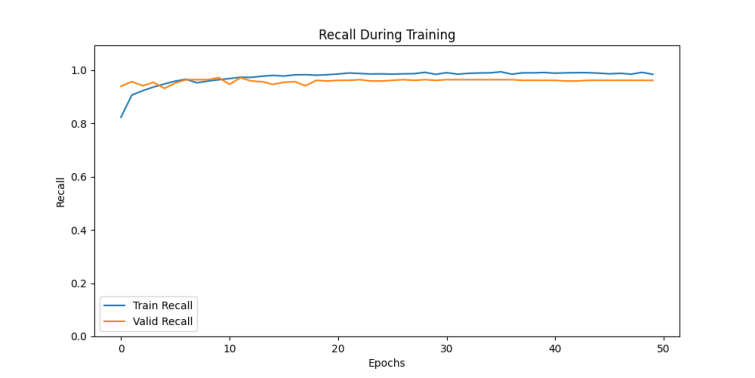 Recall During Training
1.0
0.8
0.6
0.4
0.2
0.0
Recall
Train Recall
Valid Recall
0 10 20 30 40 50
Epochs